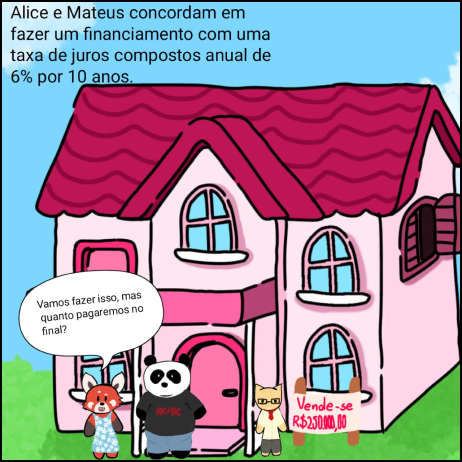 Alice e Mateus concordam em
fazer um financiamento com uma
taxa de juros compostos anual de
6% por 10 anos.
Vamos fazer isso, mas
quanto pagaremos no
final?
AC⚡DC
Vende-se
R$250.000,00